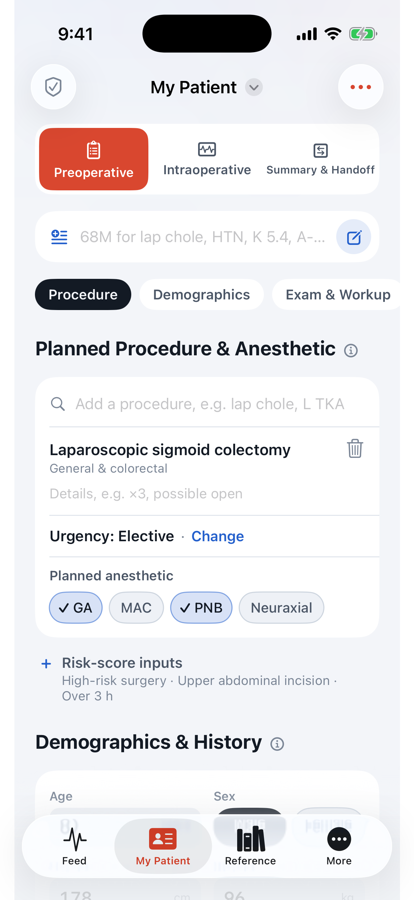 9:41
My Patient
Preoperative
Intraoperative
Summary & Handoff
68M for lap chole, HTN, K 5.4, A-...
Procedure
Demographics
Exam & Workup
Planned Procedure & Anesthetic
Add a procedure, e.g. lap chole, L TKA
Laparoscopic sigmoid colectomy
General & colorectal
Details, e.g. ×3, possible open
Urgency: Elective · Change
Planned anesthetic
✓ GA
MAC
✓ PNB
Neuraxial
+ Risk-score inputs
High-risk surgery · Upper abdominal incision ·
Over 3 h
Demographics & History
Age
Sex
Feed
My Patient
Reference
More
178
cm
96